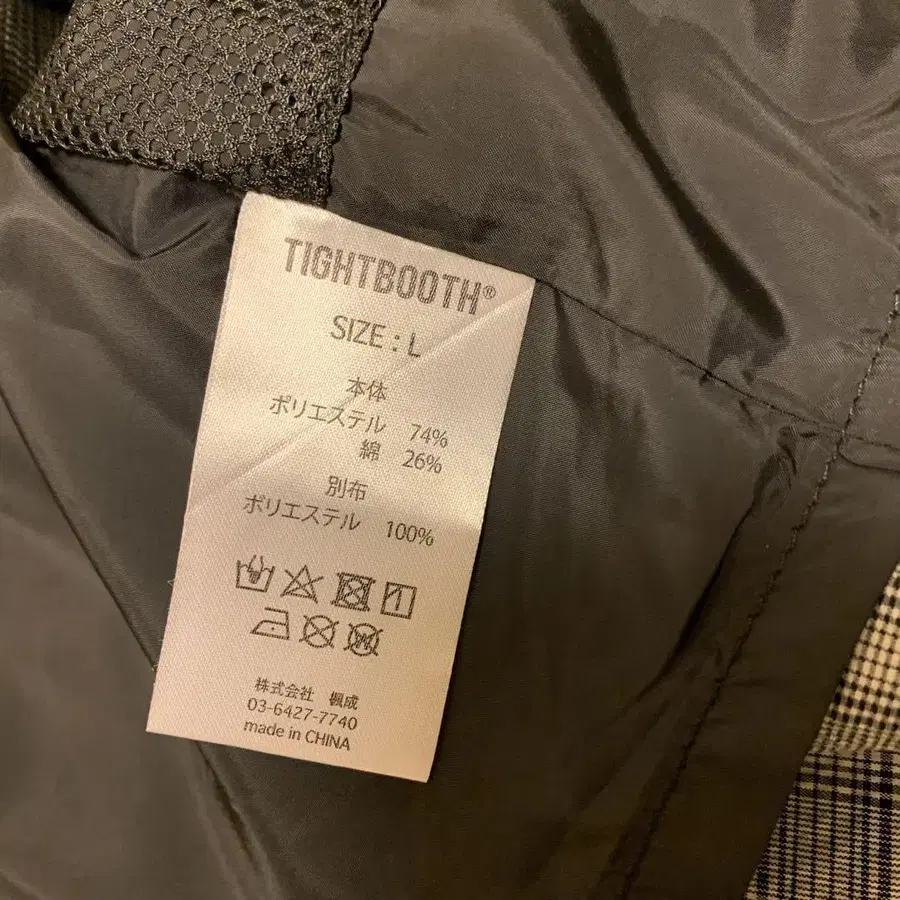 TIGHTBOOTH®
SIZE : L
本体
ポリエステル 74%
綿 26%
別布
ポリエステル 100%
株式会社 楓成
03-6427-7740
made in CHINA